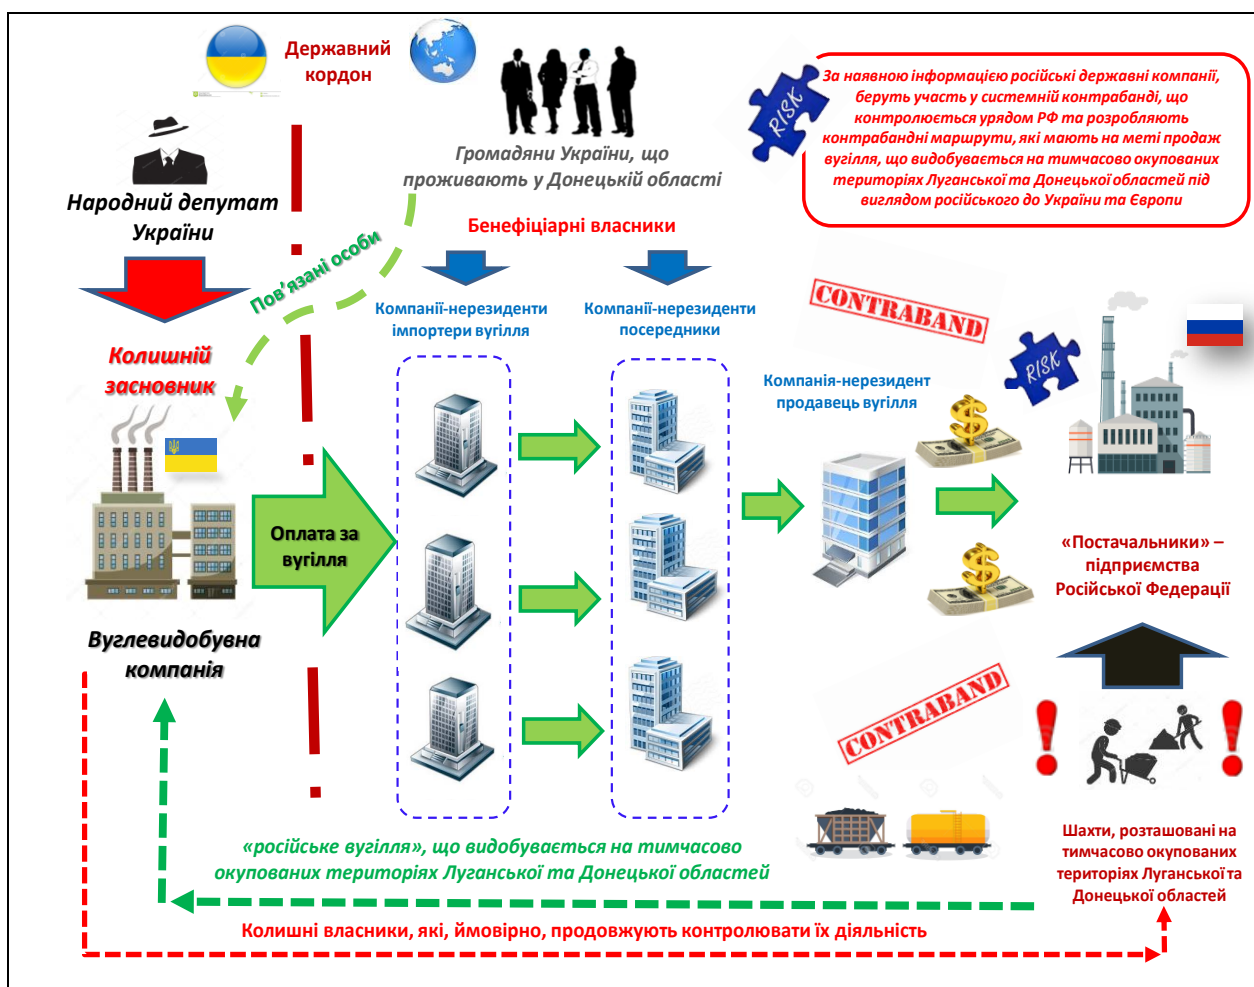 Державний
кордон
За наявною інформацією російські державні компанії,
беруть участь у системній контрабанді, що
контролюється урядом РФ та розробляють
контрабандні маршрути, які мають на меті продаж
вугілля, що видобувається на тимчасово окупованих
територіях Луганської та Донецької областей під
виглядом російського до України та Європи
RISK
Громадяни України, що
проживають у Донецькій області
Народний депутат
України
Бенефіціарні власники
Пов’язані особи
Компанії-нерезиденти
імпортери вугілля
Компанії-нерезиденти
посередники
CONTRABAND
RISK
Колишній
засновник
Компанія-нерезидент
продавець вугілля
Оплата за
вугілля
«Постачальники» –
підприємства
Російської Федерації
Вуглевидобувна
компанія
CONTRABAND
Шахти, розташовані на
тимчасово окупованих
територіях Луганської та
Донецької областей
«російське вугілля», що видобувається на тимчасово
окупованих територіях Луганської та Донецької областей
Колишні власники, які, ймовірно, продовжують контролювати їх діяльність